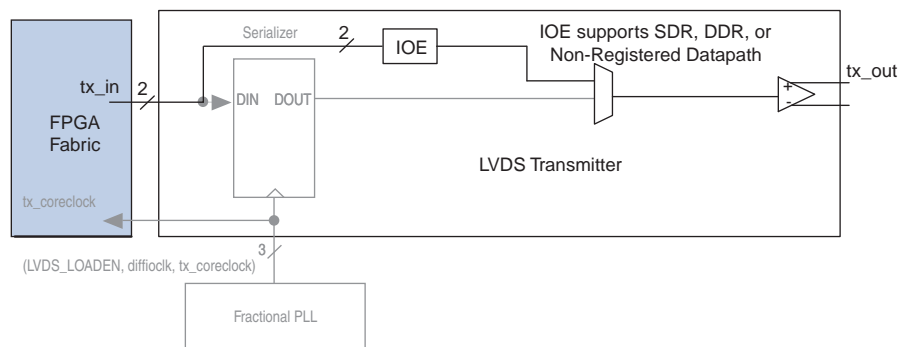 Serializer
2
IOE
IOE supports SDR, DDR, or
Non-Registered Datapath
tx_in
2
DIN
DOUT
+
-
tx_out
FPGA
Fabric
LVDS Transmitter
tx_coreclock
3
(LVDS_LOADEN, diffioclk, tx_coreclock)
Fractional PLL